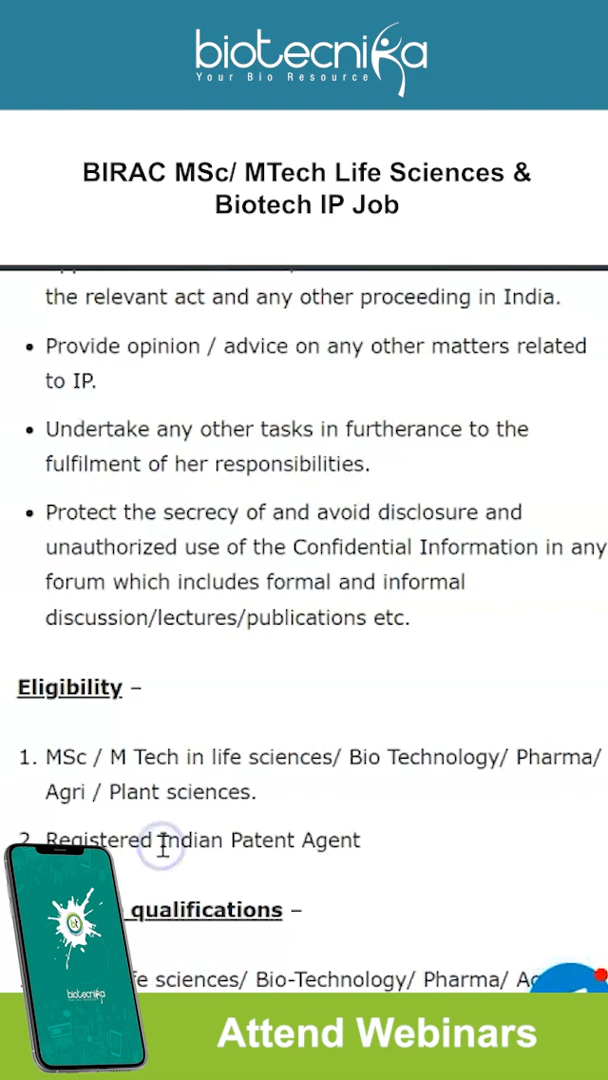 biotecnika
Your Bio Resource
BIRAC MSc/ MTech Life Sciences &
Biotech IP Job
the relevant act and any other proceeding in India.
• Provide opinion / advice on any other matters related
to IP.
• Undertake any other tasks in furtherance to the
fulfilment of her responsibilities.
• Protect the secrecy of and avoid disclosure and
unauthorized use of the Confidential Information in any
forum which includes formal and informal
discussion/lectures/publications etc.
Eligibility –
1. MSc / M Tech in life sciences/ Bio Technology/ Pharma/
Agri / Plant sciences.
2. Registered Indian Patent Agent
qualifications –
sciences/ Bio-Technology/ Pharma/
bt
biotecnika
Attend Webinars